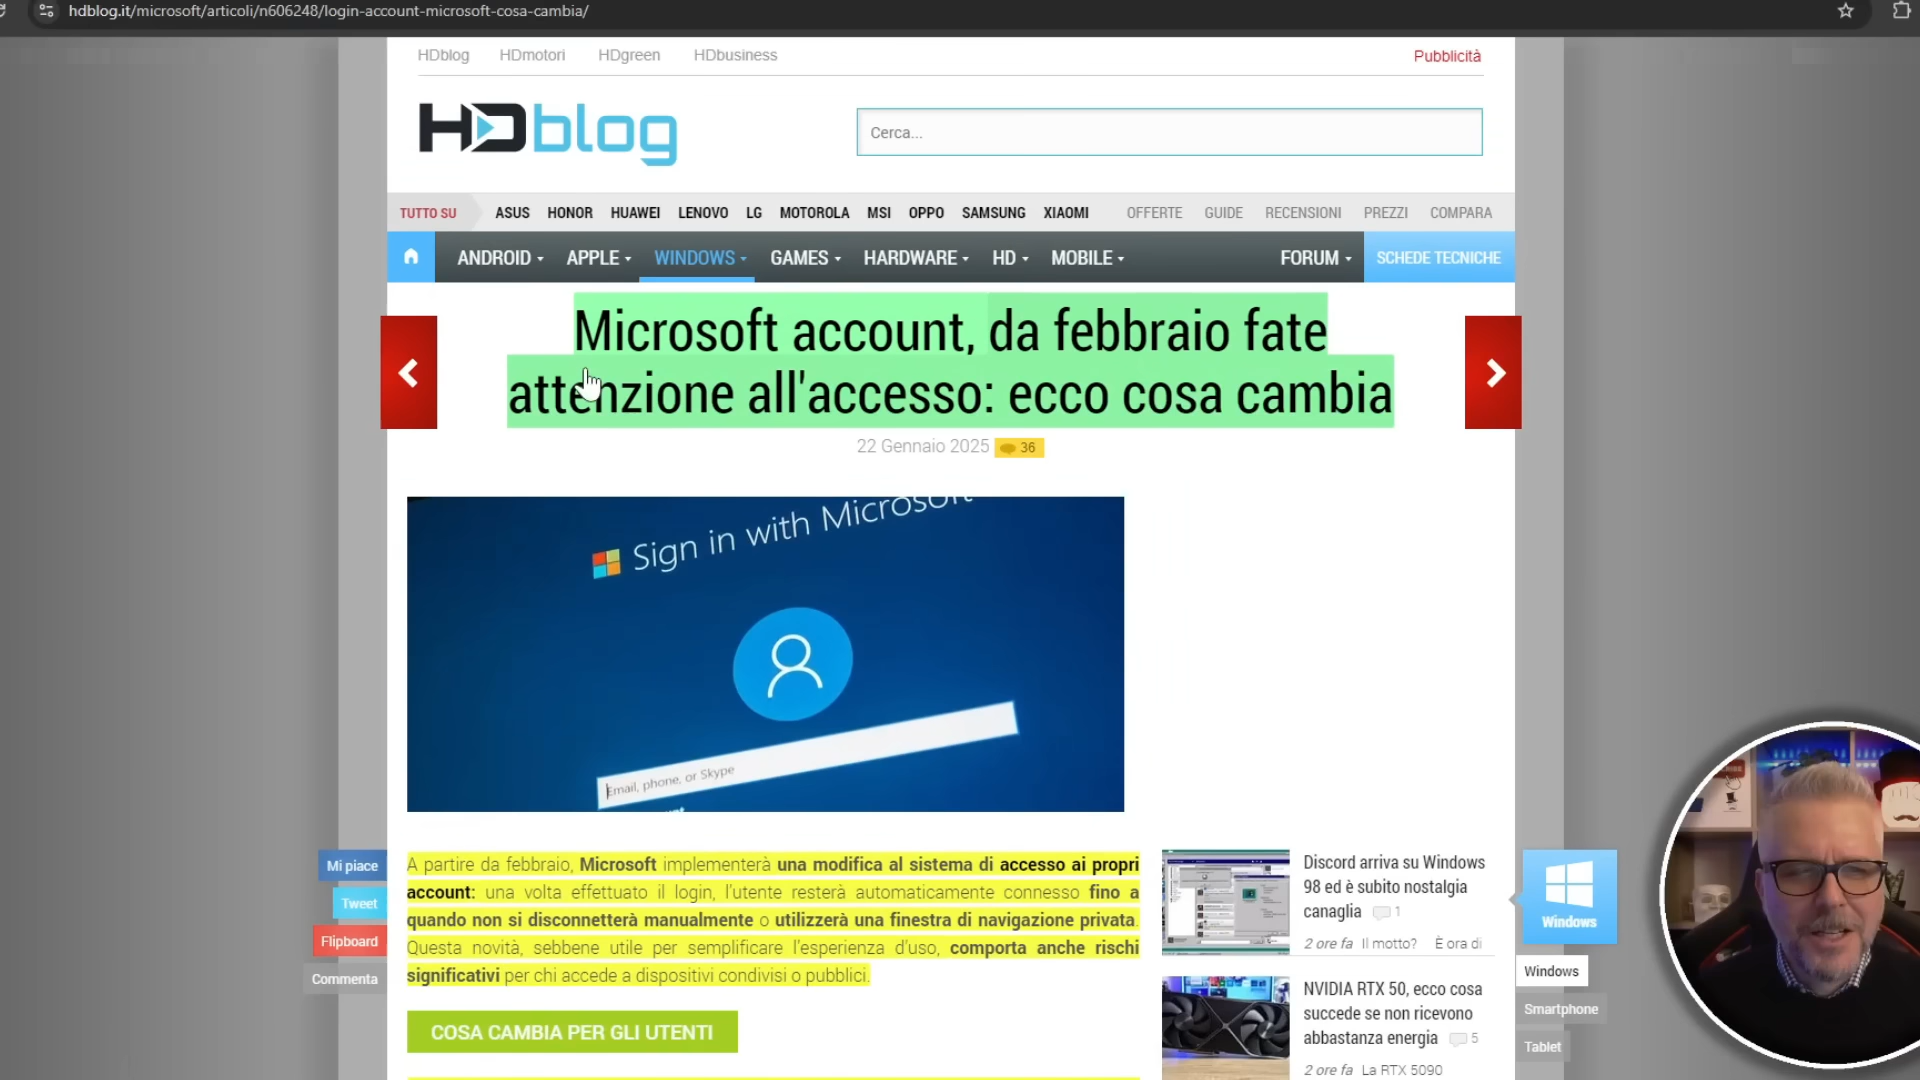 hdblog.it/microsoft/articoli/n606248/login-account-microsoft-cosa-cambia/
HDblog HDmotori HDgreen HDbusiness Pubblicità
HDblog
Cerca...
TUTTO SU ASUS HONOR HUAWEI LENOVO LG MOTOROLA MSI OPPO SAMSUNG XIAOMI OFFERTE GUIDE RECENSIONI PREZZI COMPARA
ANDROID APPLE WINDOWS GAMES HARDWARE HD MOBILE FORUM SCHEDE TECNICHE
Microsoft account, da febbraio fate
attenzione all'accesso: ecco cosa cambia
22 Gennaio 2025 36
Sign in with Microsoft
Email, phone, or Skype
Mi piace
Tweet
Flipboard
Commenta
A partire da febbraio, Microsoft implementerà una modifica al sistema di accesso ai propri
account: una volta effettuato il login, l'utente resterà automaticamente connesso fino a
quando non si disconnetterà manualmente o utilizzerà una finestra di navigazione privata.
Questa novità, sebbene utile per semplificare l'esperienza d'uso, comporta anche rischi
significativi per chi accede a dispositivi condivisi o pubblici.
COSA CAMBIA PER GLI UTENTI
Discord arriva su Windows
98 ed è subito nostalgia
canaglia 1
2 ore fa Il motto? È ora di
NVIDIA RTX 50, ecco cosa
succede se non ricevono
abbastanza energia 5
2 ore fa La RTX 5090
Windows
Windows
Smartphone
Tablet